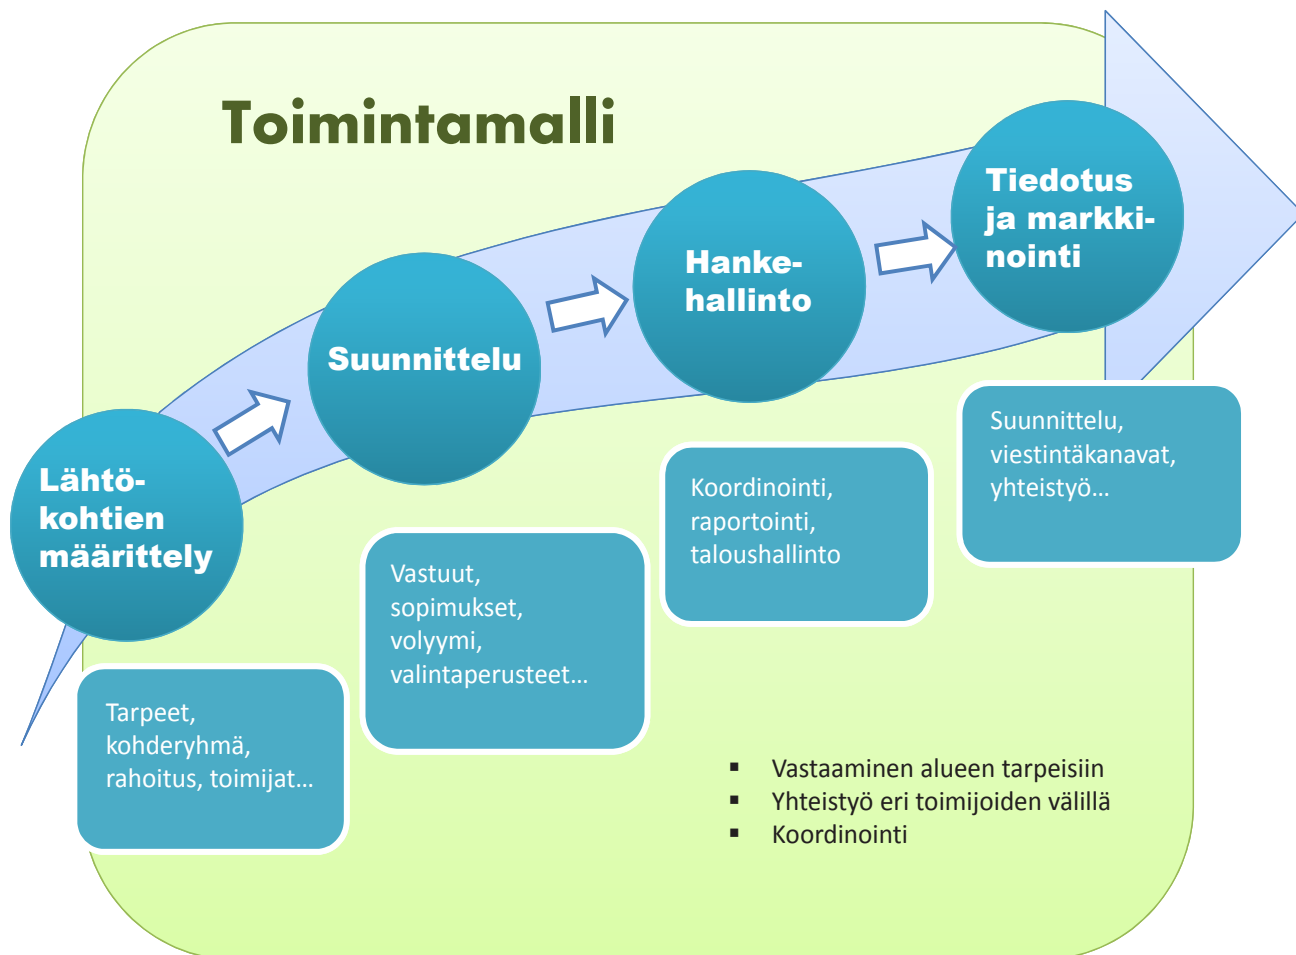 Toimintamalli
Lähtö-
kohtien
määrittely
Tarpeet,
kohderyhmä,
rahoitus, toimijat…
Suunnittelu
Vastuut,
sopimukset,
volyymi,
valintaperusteet…
Hanke-
hallinto
Koordinointi,
raportointi,
taloushallinto
Tiedotus
ja markki-
nointi
Suunnittelu,
viestintäkanavat,
yhteistyö…
▪ Vastaaminen alueen tarpeisiin
▪ Yhteistyö eri toimijoiden välillä
▪ Koordinointi